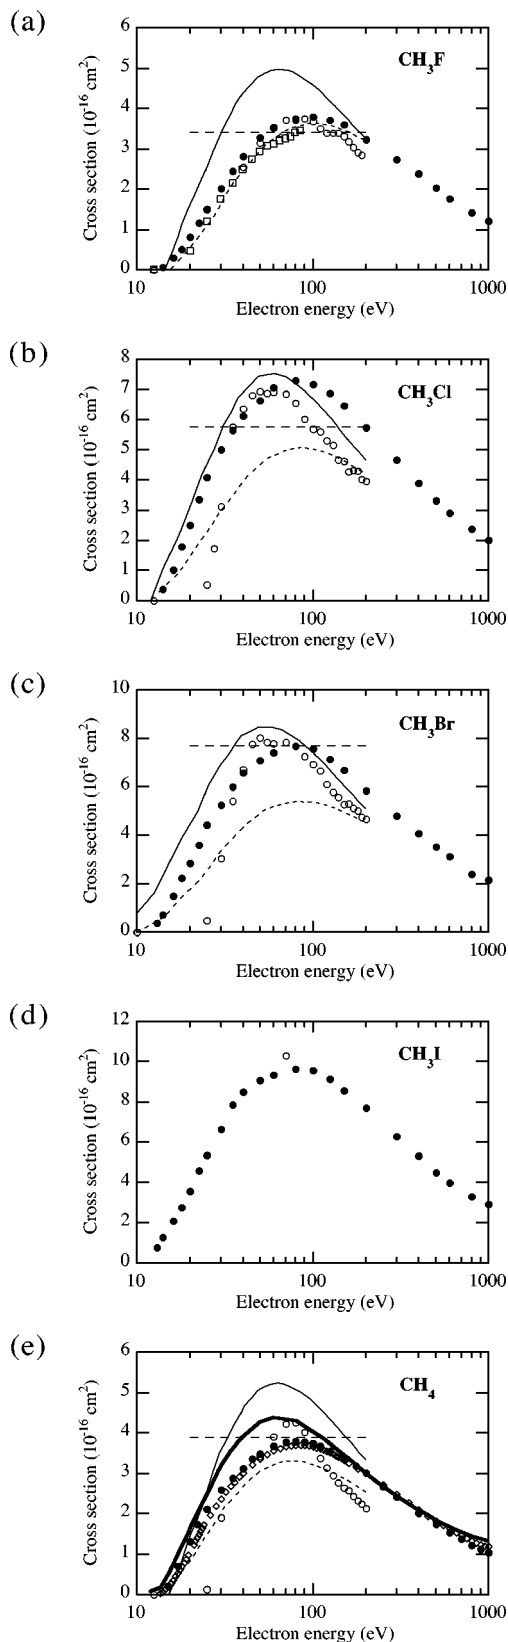 (a)
6
5
4
3
2
1
0
Cross section (10⁻¹⁶ cm²)
CH₃F
10
100
1000
Electron energy (eV)
(b)
8
7
6
5
4
3
2
1
0
Cross section (10⁻¹⁶ cm²)
CH₃Cl
10
100
1000
Electron energy (eV)
(c)
10
8
6
4
2
0
Cross section (10⁻¹⁶ cm²)
CH₃Br
10
100
1000
Electron energy (eV)
(d)
12
10
8
6
4
2
0
Cross section (10⁻¹⁶ cm²)
CH₃I
10
100
1000
Electron energy (eV)
(e)
6
5
4
3
2
1
0
Cross section (10⁻¹⁶ cm²)
CH₄
10
100
1000
Electron energy (eV)